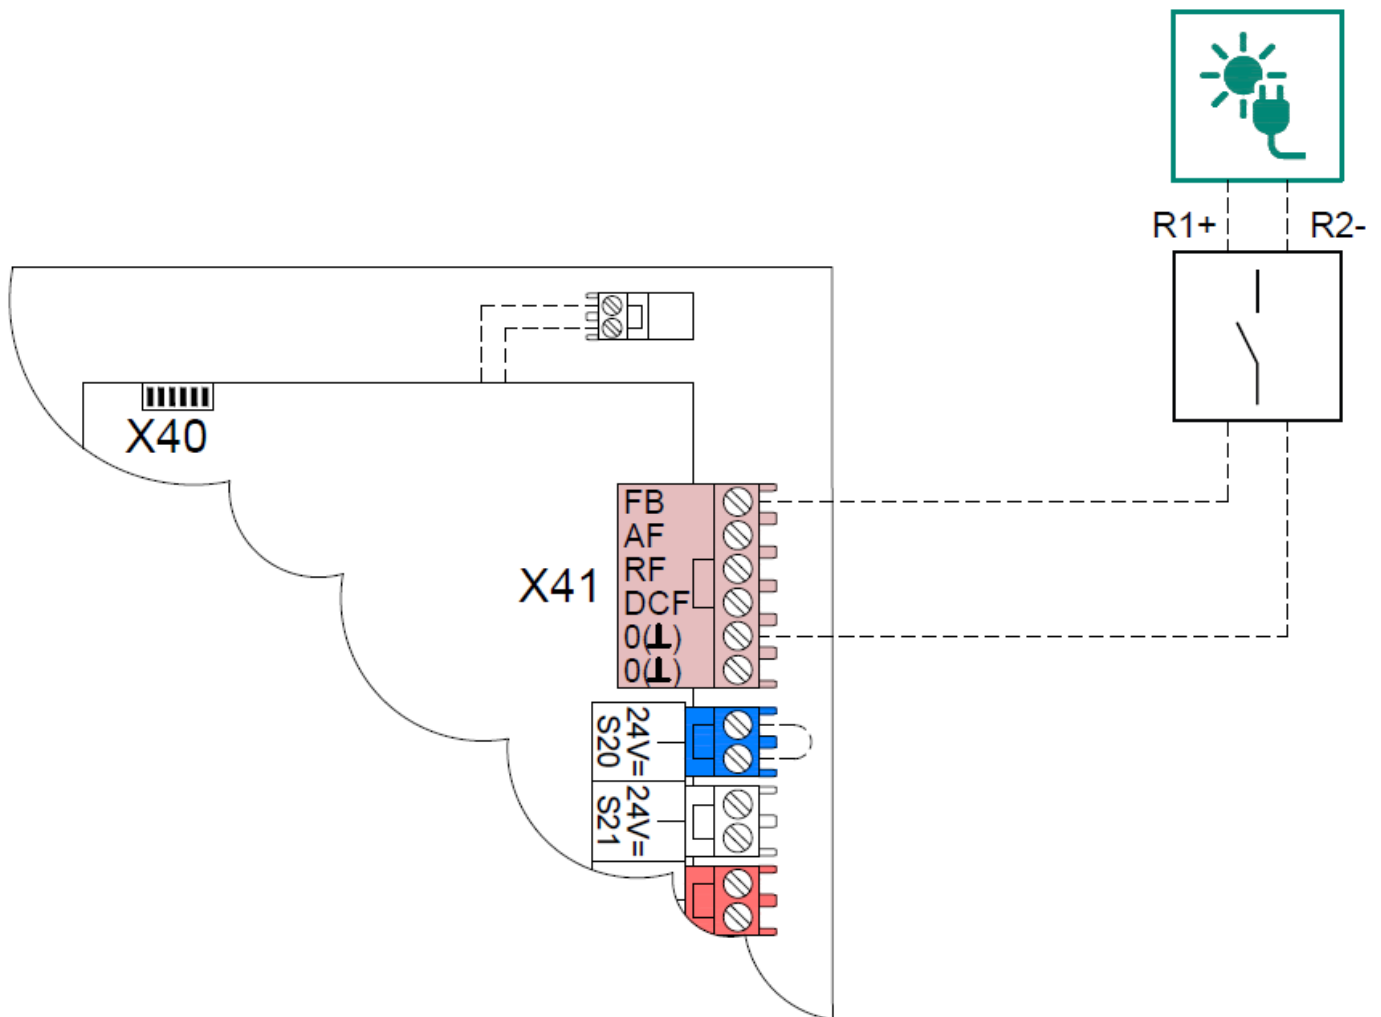 R1+ R2-
X40
X41
FB
AF
RF
DCF
0(⊥)
0(⊥)
24V=
S20
24V=
S21